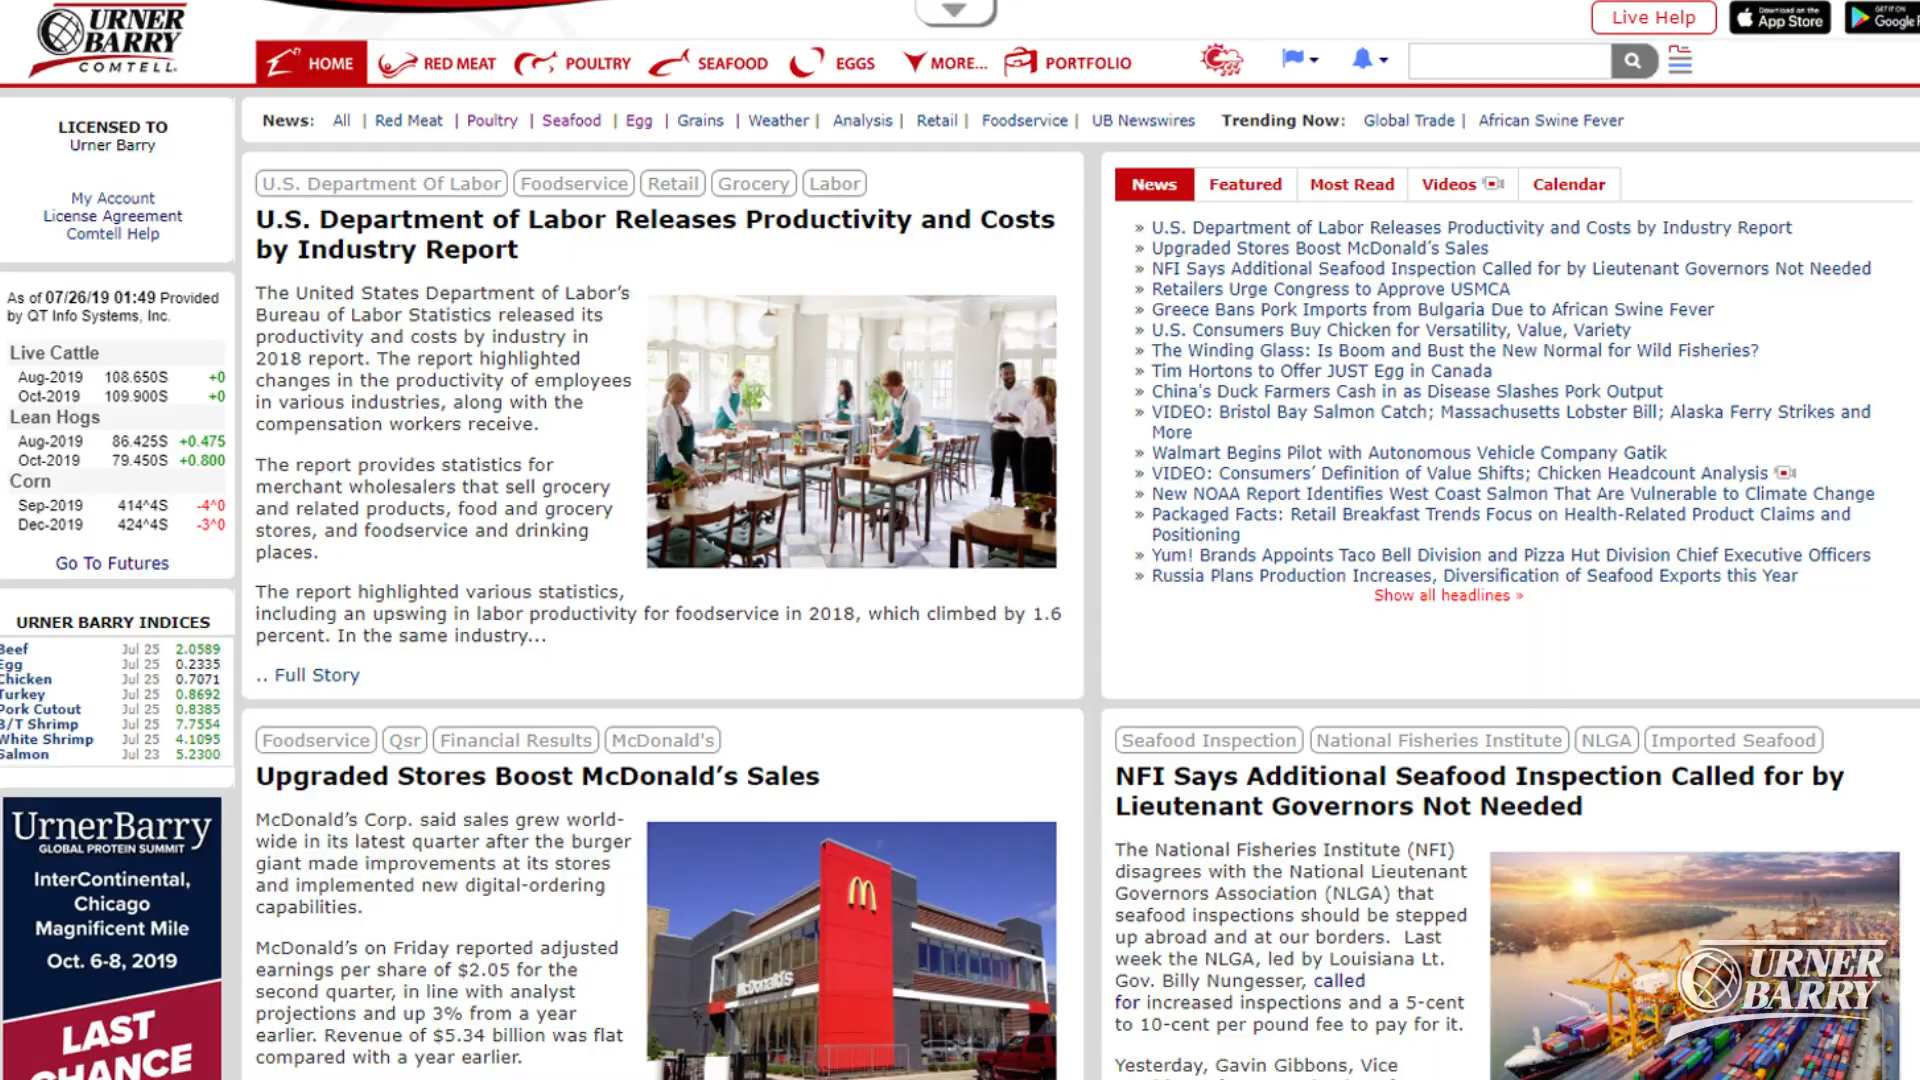 URNER
BARRY
COMTELL
Live Help
Download on the
App Store
GET IT ON
HOME
RED MEAT
POULTRY
SEAFOOD
EGGS
MORE...
PORTFOLIO
LICENSED TO
Urner Barry
My Account
License Agreement
Comtell Help
As of 07/26/19 01:49 Provided
by QT Info Systems, Inc.
Live Cattle
Aug-2019 108.650S +0
Oct-2019 109.900S +0
Lean Hogs
Aug-2019 86.425S +0.475
Oct-2019 79.450S +0.800
Corn
Sep-2019 414^4S -4^0
Dec-2019 424^4S -3^0
Go To Futures
URNER BARRY INDICES
Beef Jul 25 2.0589
Egg Jul 25 0.2335
Chicken Jul 25 0.7071
Turkey Jul 25 0.8692
Pork Cutout Jul 25 0.8385
B/T Shrimp Jul 25 7.7554
White Shrimp Jul 25 4.1095
Salmon Jul 23 5.2300
UrnerBarry
GLOBAL PROTEIN SUMMIT
InterContinental,
Chicago
Magnificent Mile
Oct. 6-8, 2019
LAST
CHANCE
News: All | Red Meat | Poultry | Seafood | Egg | Grains | Weather | Analysis | Retail | Foodservice | UB Newswires Trending Now: Global Trade | African Swine Fever
U.S. Department Of Labor Foodservice Retail Grocery Labor
U.S. Department of Labor Releases Productivity and Costs
by Industry Report
The United States Department of Labor’s
Bureau of Labor Statistics released its
productivity and costs by industry in
2018 report. The report highlighted
changes in the productivity of employees
in various industries, along with the
compensation workers receive.
The report provides statistics for
merchant wholesalers that sell grocery
and related products, food and grocery
stores, and foodservice and drinking
places.
The report highlighted various statistics,
including an upswing in labor productivity for foodservice in 2018, which climbed by 1.6
percent. In the same industry...
.. Full Story
News Featured Most Read Videos Calendar
» U.S. Department of Labor Releases Productivity and Costs by Industry Report
» Upgraded Stores Boost McDonald’s Sales
» NFI Says Additional Seafood Inspection Called for by Lieutenant Governors Not Needed
» Retailers Urge Congress to Approve USMCA
» Greece Bans Pork Imports from Bulgaria Due to African Swine Fever
» U.S. Consumers Buy Chicken for Versatility, Value, Variety
» The Winding Glass: Is Boom and Bust the New Normal for Wild Fisheries?
» Tim Hortons to Offer JUST Egg in Canada
» China's Duck Farmers Cash in as Disease Slashes Pork Output
» VIDEO: Bristol Bay Salmon Catch; Massachusetts Lobster Bill; Alaska Ferry Strikes and
More
» Walmart Begins Pilot with Autonomous Vehicle Company Gatik
» VIDEO: Consumers’ Definition of Value Shifts; Chicken Headcount Analysis
» New NOAA Report Identifies West Coast Salmon That Are Vulnerable to Climate Change
» Packaged Facts: Retail Breakfast Trends Focus on Health-Related Product Claims and
Positioning
» Yum! Brands Appoints Taco Bell Division and Pizza Hut Division Chief Executive Officers
» Russia Plans Production Increases, Diversification of Seafood Exports this Year
Show all headlines »
Foodservice Qsr Financial Results McDonald's
Upgraded Stores Boost McDonald’s Sales
McDonald’s Corp. said sales grew world-
wide in its latest quarter after the burger
giant made improvements at its stores
and implemented new digital-ordering
capabilities.
McDonald’s on Friday reported adjusted
earnings per share of $2.05 for the
second quarter, in line with analyst
projections and up 3% from a year
earlier. Revenue of $5.34 billion was flat
compared with a year earlier.
McDonald's
Seafood Inspection National Fisheries Institute NLGA Imported Seafood
NFI Says Additional Seafood Inspection Called for by
Lieutenant Governors Not Needed
The National Fisheries Institute (NFI)
disagrees with the National Lieutenant
Governors Association (NLGA) that
seafood inspections should be stepped
up abroad and at our borders. Last
week the NLGA, led by Louisiana Lt.
Gov. Billy Nungesser, called
for increased inspections and a 5-cent
to 10-cent per pound fee to pay for it.
Yesterday, Gavin Gibbons, Vice
URNER
BARRY